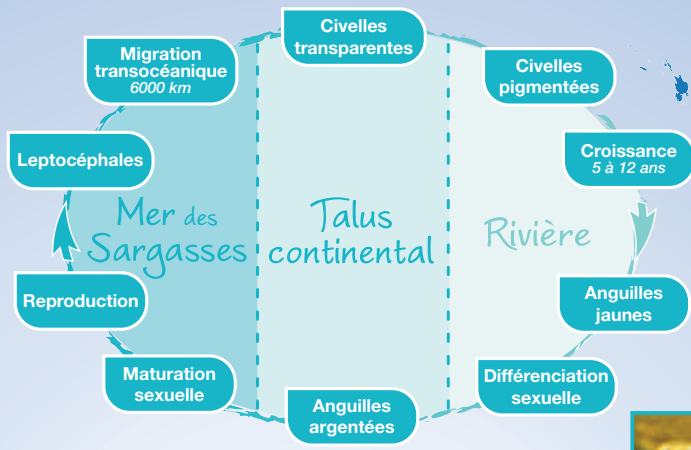 Civelles
transparentes
Migration
transocéanique
6000 km
Civelles
pigmentées
Leptocéphales
Croissance
5 à 12 ans
Mer des
Sargasses
Talus
continental
Rivière
Reproduction
Anguilles
jaunes
Maturation
sexuelle
Différenciation
sexuelle
Anguilles
argentées